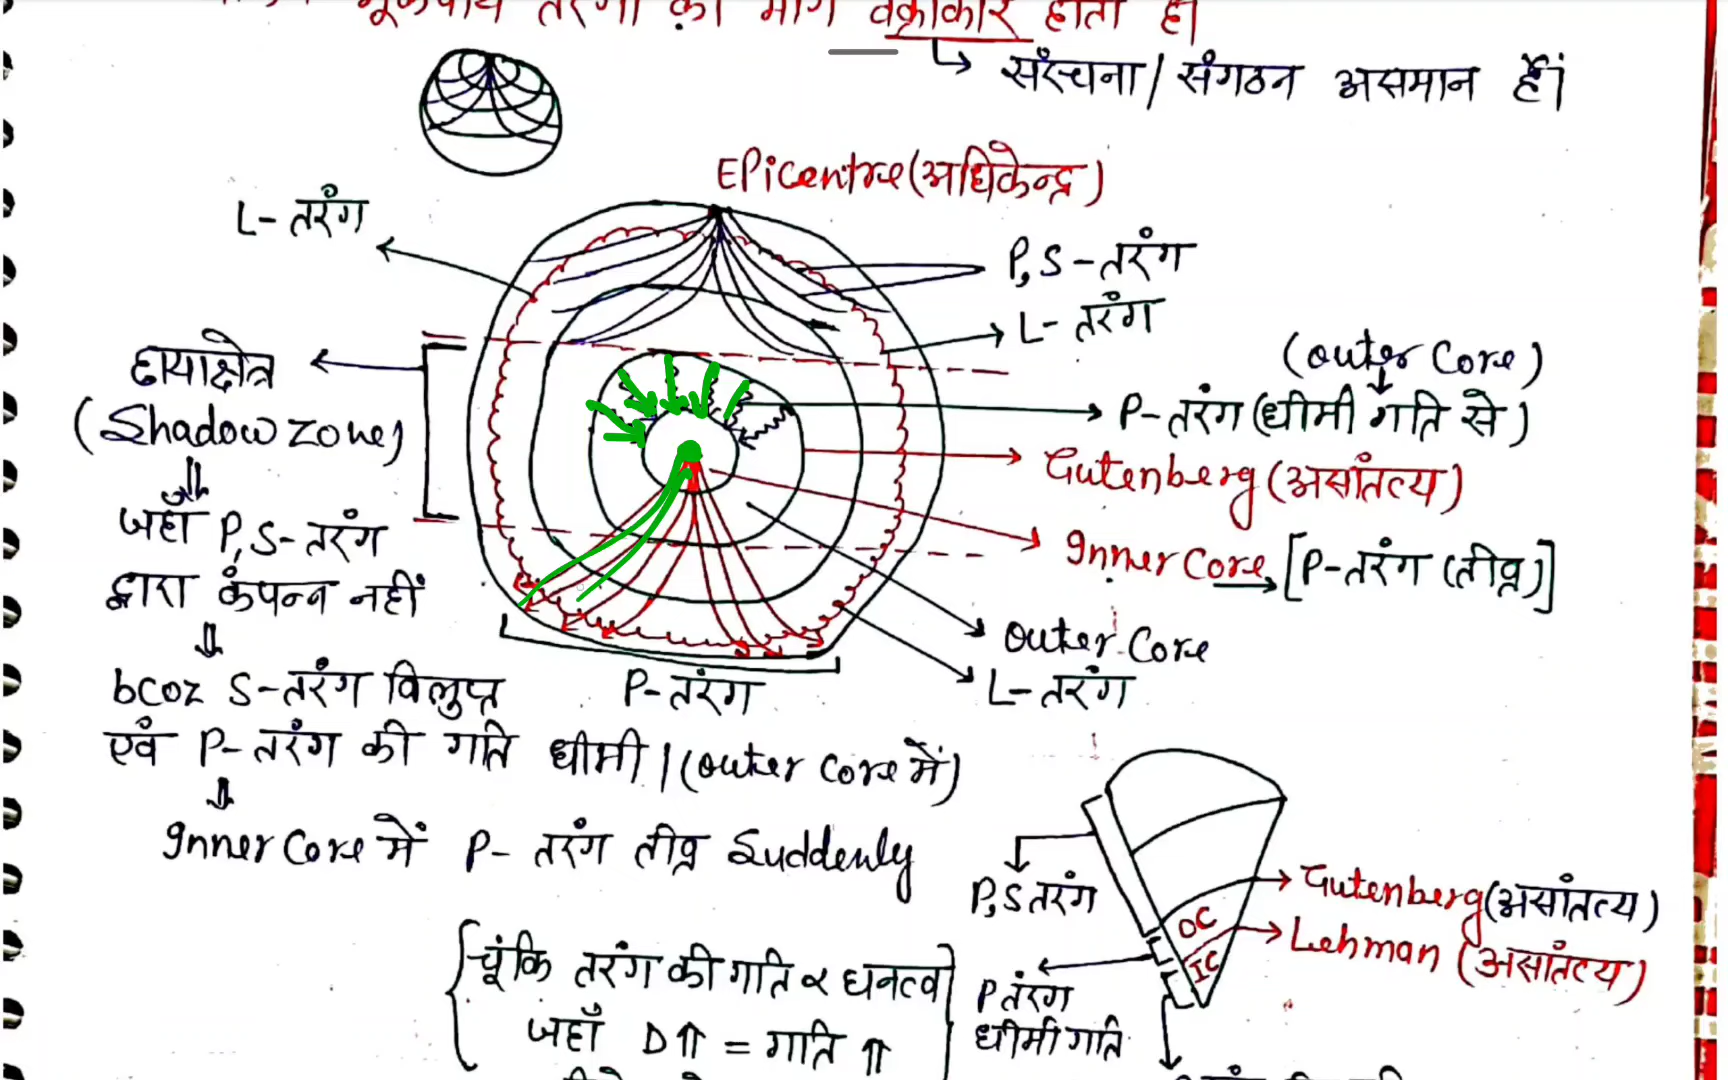 भूकंपीय तरंगों का मार्ग वक्राकार होता है।
↳ संरचना/संगठन असमान है।
Epicentre(अधिकेन्द्र)
L-तरंग
P,S-तरंग
L-तरंग
छायाक्षेत्र
(Shadow zone)
(outer core)
P-तरंग(धीमी गति से)
Gutenberg(असांतत्य)
जहाँ P,S-तरंग
Inner Core [P-तरंग (तीव्र)]
द्वारा कंपन्न नहीं
outer core
bcoz S-तरंग विलुप्त
P-तरंग
L-तरंग
एवं P-तरंग की गति धीमी।(outer core में)
Inner Core में P- तरंग तीव्र Suddenly
P,S तरंग
Gutenberg(असांतत्य)
OC
Lehman (असांतत्य)
IC
{चूंकि तरंग की गति ∝ घनत्व
P तरंग
जहाँ D⇑ = गति ⇑
धीमी गति